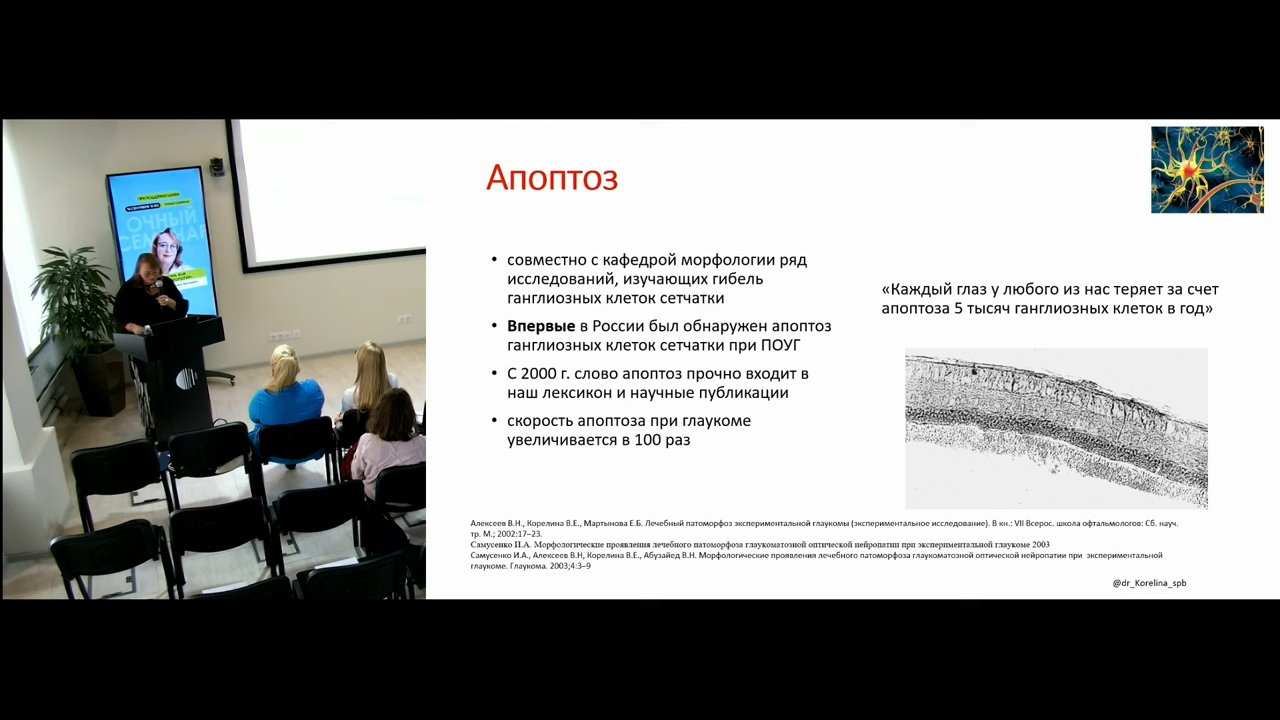 ОЧНЫЙ
СЕМИНАР
Апоптоз
• совместно с кафедрой морфологии ряд
исследований, изучающих гибель
ганглиозных клеток сетчатки
• Впервые в России был обнаружен апоптоз
ганглиозных клеток сетчатки при ПОУГ
• С 2000 г. слово апоптоз прочно входит в
наш лексикон и научные публикации
• скорость апоптоза при глаукоме
увеличивается в 100 раз
«Каждый глаз у любого из нас теряет за счет
апоптоза 5 тысяч ганглиозных клеток в год»
Алексеев В.Н., Корелина В.Е., Мартынова Е.Б. Лечебный патоморфоз экспериментальной глаукомы (экспериментальное исследование). В кн.: VII Всерос. школа офтальмологов: Сб. науч.
тр. М.; 2002:17–23.
Самусенко И.А. Морфологические проявления лечебного патоморфоза глаукоматозной оптической нейропатии при экспериментальной глаукоме 2003
Самусенко И.А., Алексеев В.Н, Корелина В.Е., Абузайед В.Н. Морфологические проявления лечебного патоморфоза глаукоматозной оптической нейропатии при экспериментальной
глаукоме. Глаукома. 2003;4:3–9
@dr_Korelina_spb